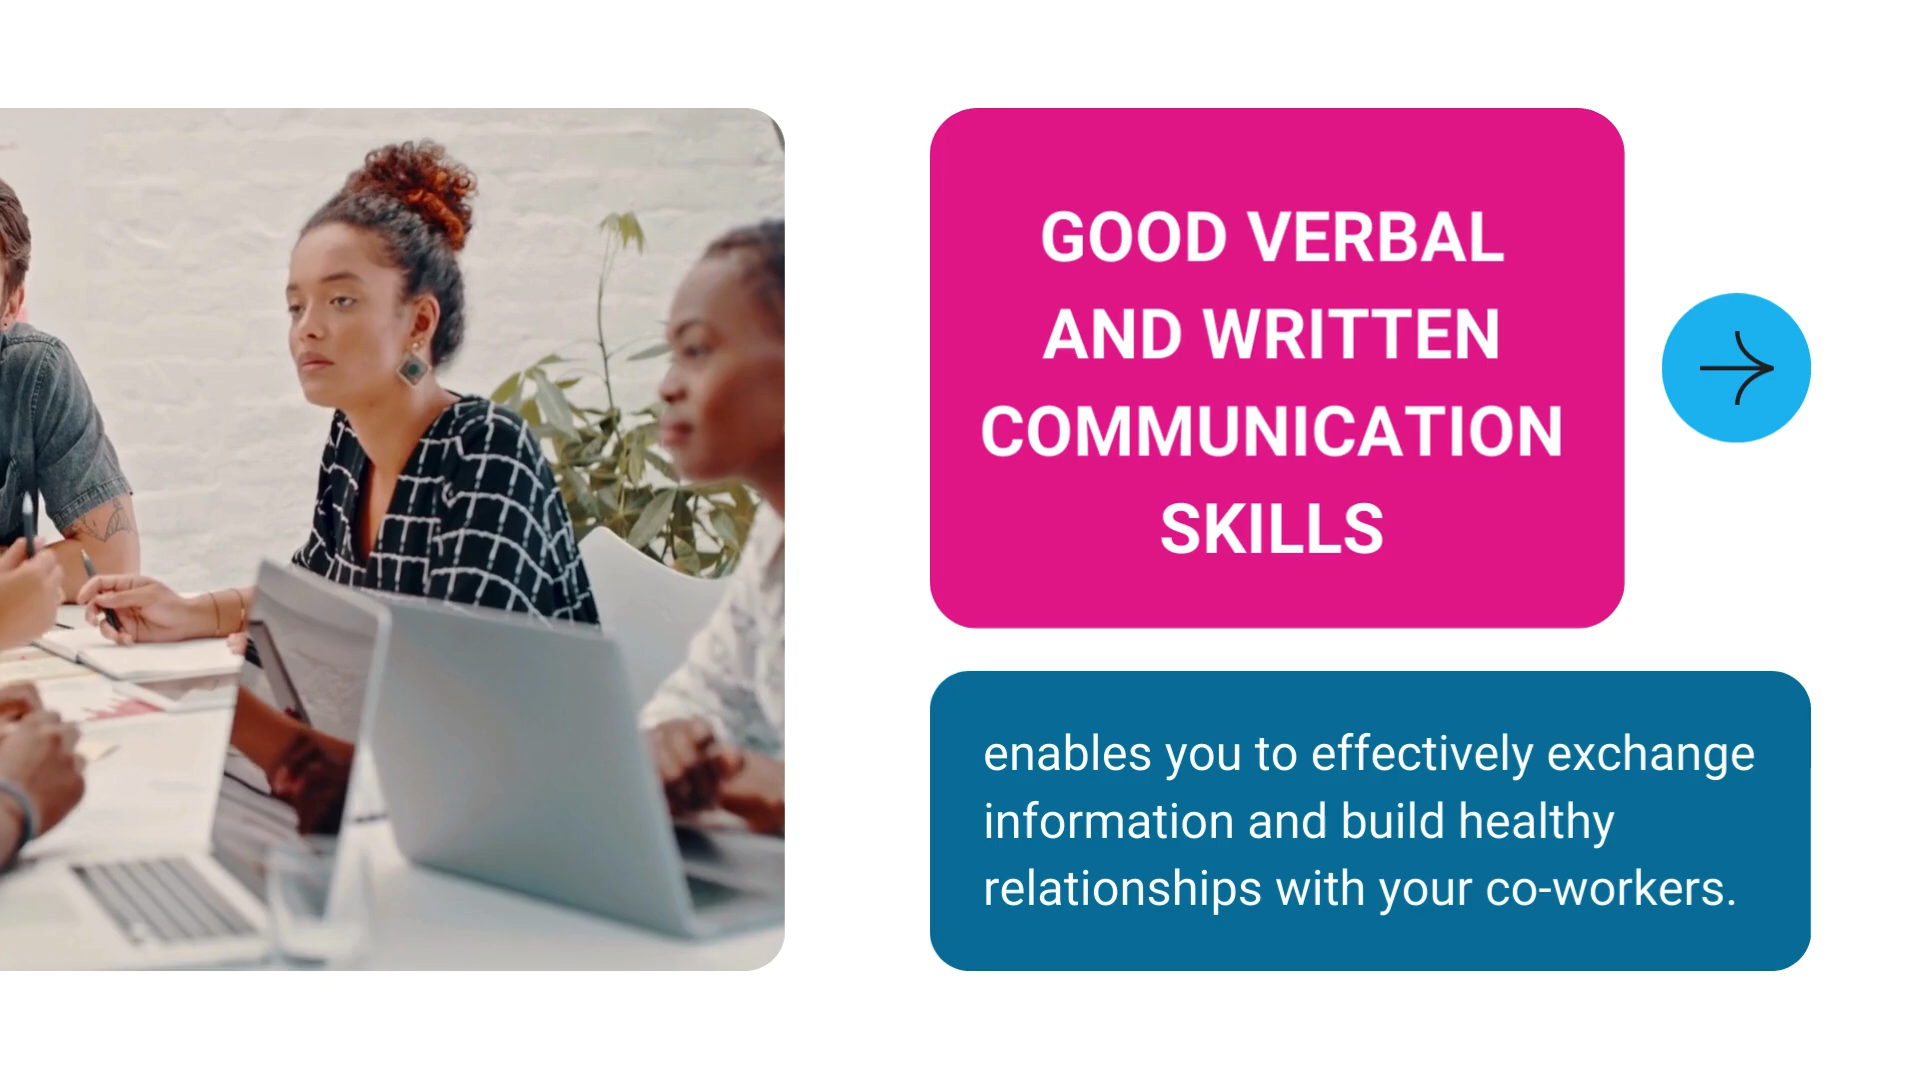 GOOD VERBAL
AND WRITTEN
COMMUNICATION
SKILLS
enables you to effectively exchange
information and build healthy
relationships with your co-workers.